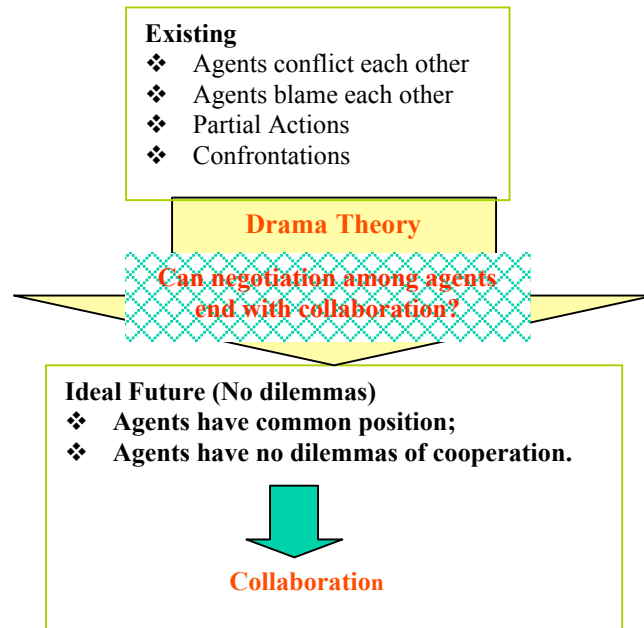 Existing
❖ Agents conflict each other
❖ Agents blame each other
❖ Partial Actions
❖ Confrontations
Drama Theory
Can negotiation among agents
end with collaboration?
Ideal Future (No dilemmas)
❖ Agents have common position;
❖ Agents have no dilemmas of cooperation.
Collaboration